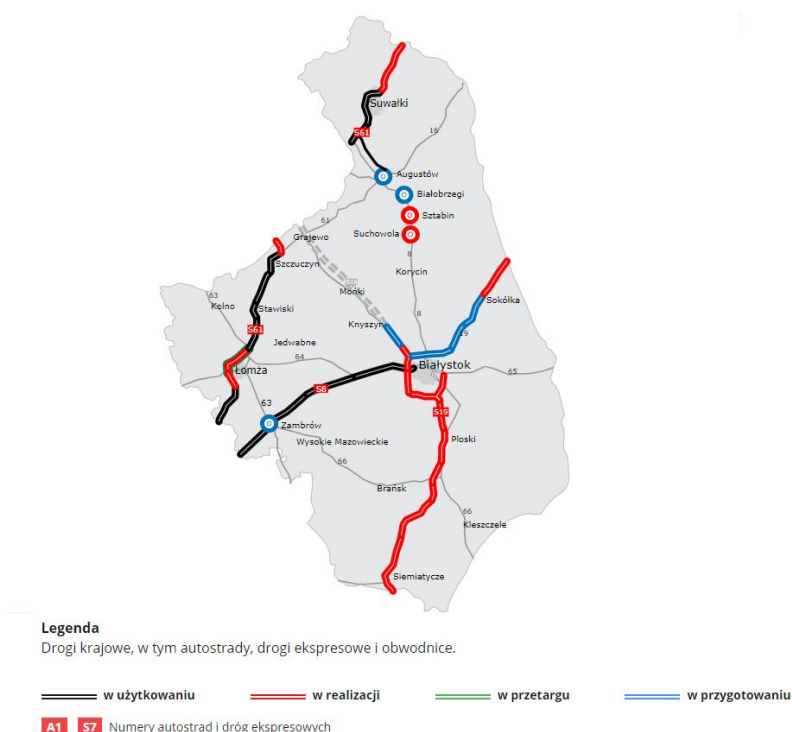 Suwałki
S61
16
Augustów
Białobrzegi
Sztabin
61
Suchowola
Grajewo
8
Szczuczyn
Korycin
Mońki
63
Kolno
Stawiski
Sokółka
8
Knyszyn
S61
19
Jedwabne
64
Białystok
Łomża
65
S8
63
S19
Zambrów
Wysokie Mazowieckie
Ploski
66
Brańsk
66
Kleszczele
Siemiatycze
Legenda
Drogi krajowe, w tym autostrady, drogi ekspresowe i obwodnice.
w użytkowaniu w realizacji w przetargu w przygotowaniu
A1 S7 Numery autostrad i dróg ekspresowych